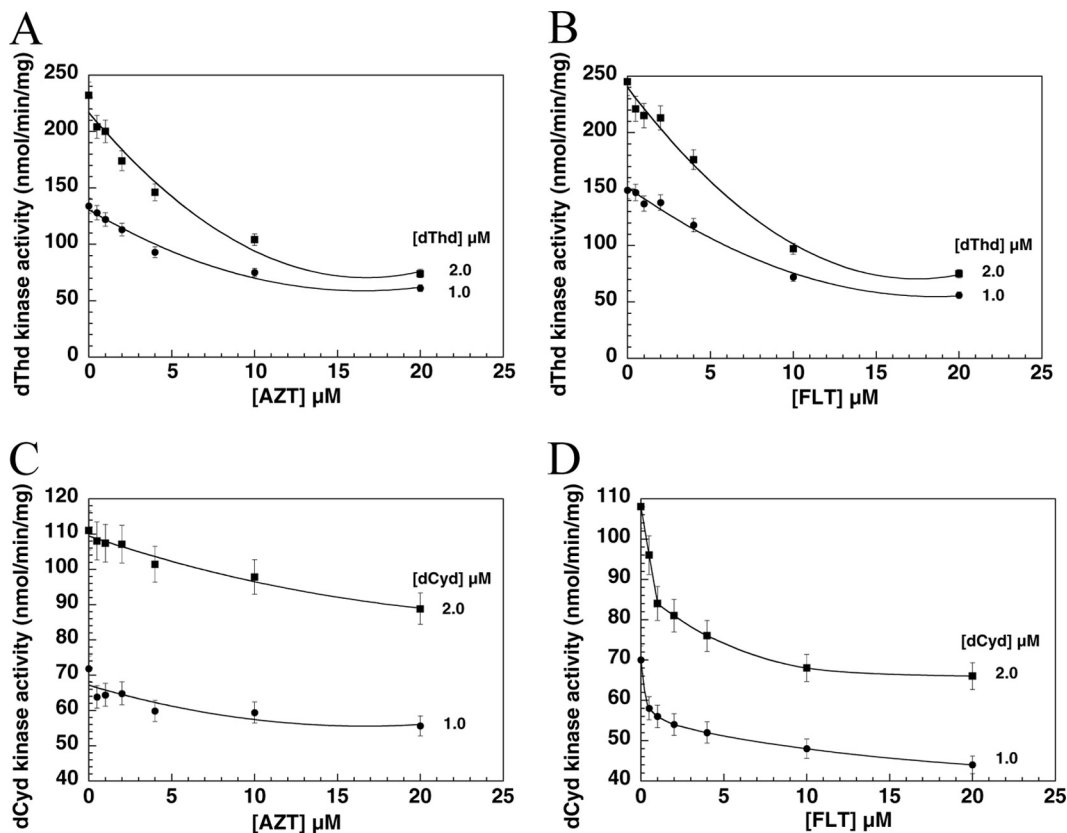 A
dThd kinase activity (nmol/min/mg)
250
200
150
100
50
0
[dThd] µM
2.0
1.0
0 5 10 15 20 25
[AZT] µM
B
dThd kinase activity (nmol/min/mg)
250
200
150
100
50
0
[dThd] µM
2.0
1.0
0 5 10 15 20 25
[FLT] µM
C
dCyd kinase activity (nmol/min/mg)
120
110
100
90
80
70
60
50
40
[dCyd] µM
2.0
1.0
0 5 10 15 20 25
[AZT] µM
D
dCyd kinase activity (nmol/min/mg)
110
100
90
80
70
60
50
40
[dCyd] µM
2.0
1.0
0 5 10 15 20 25
[FLT] µM